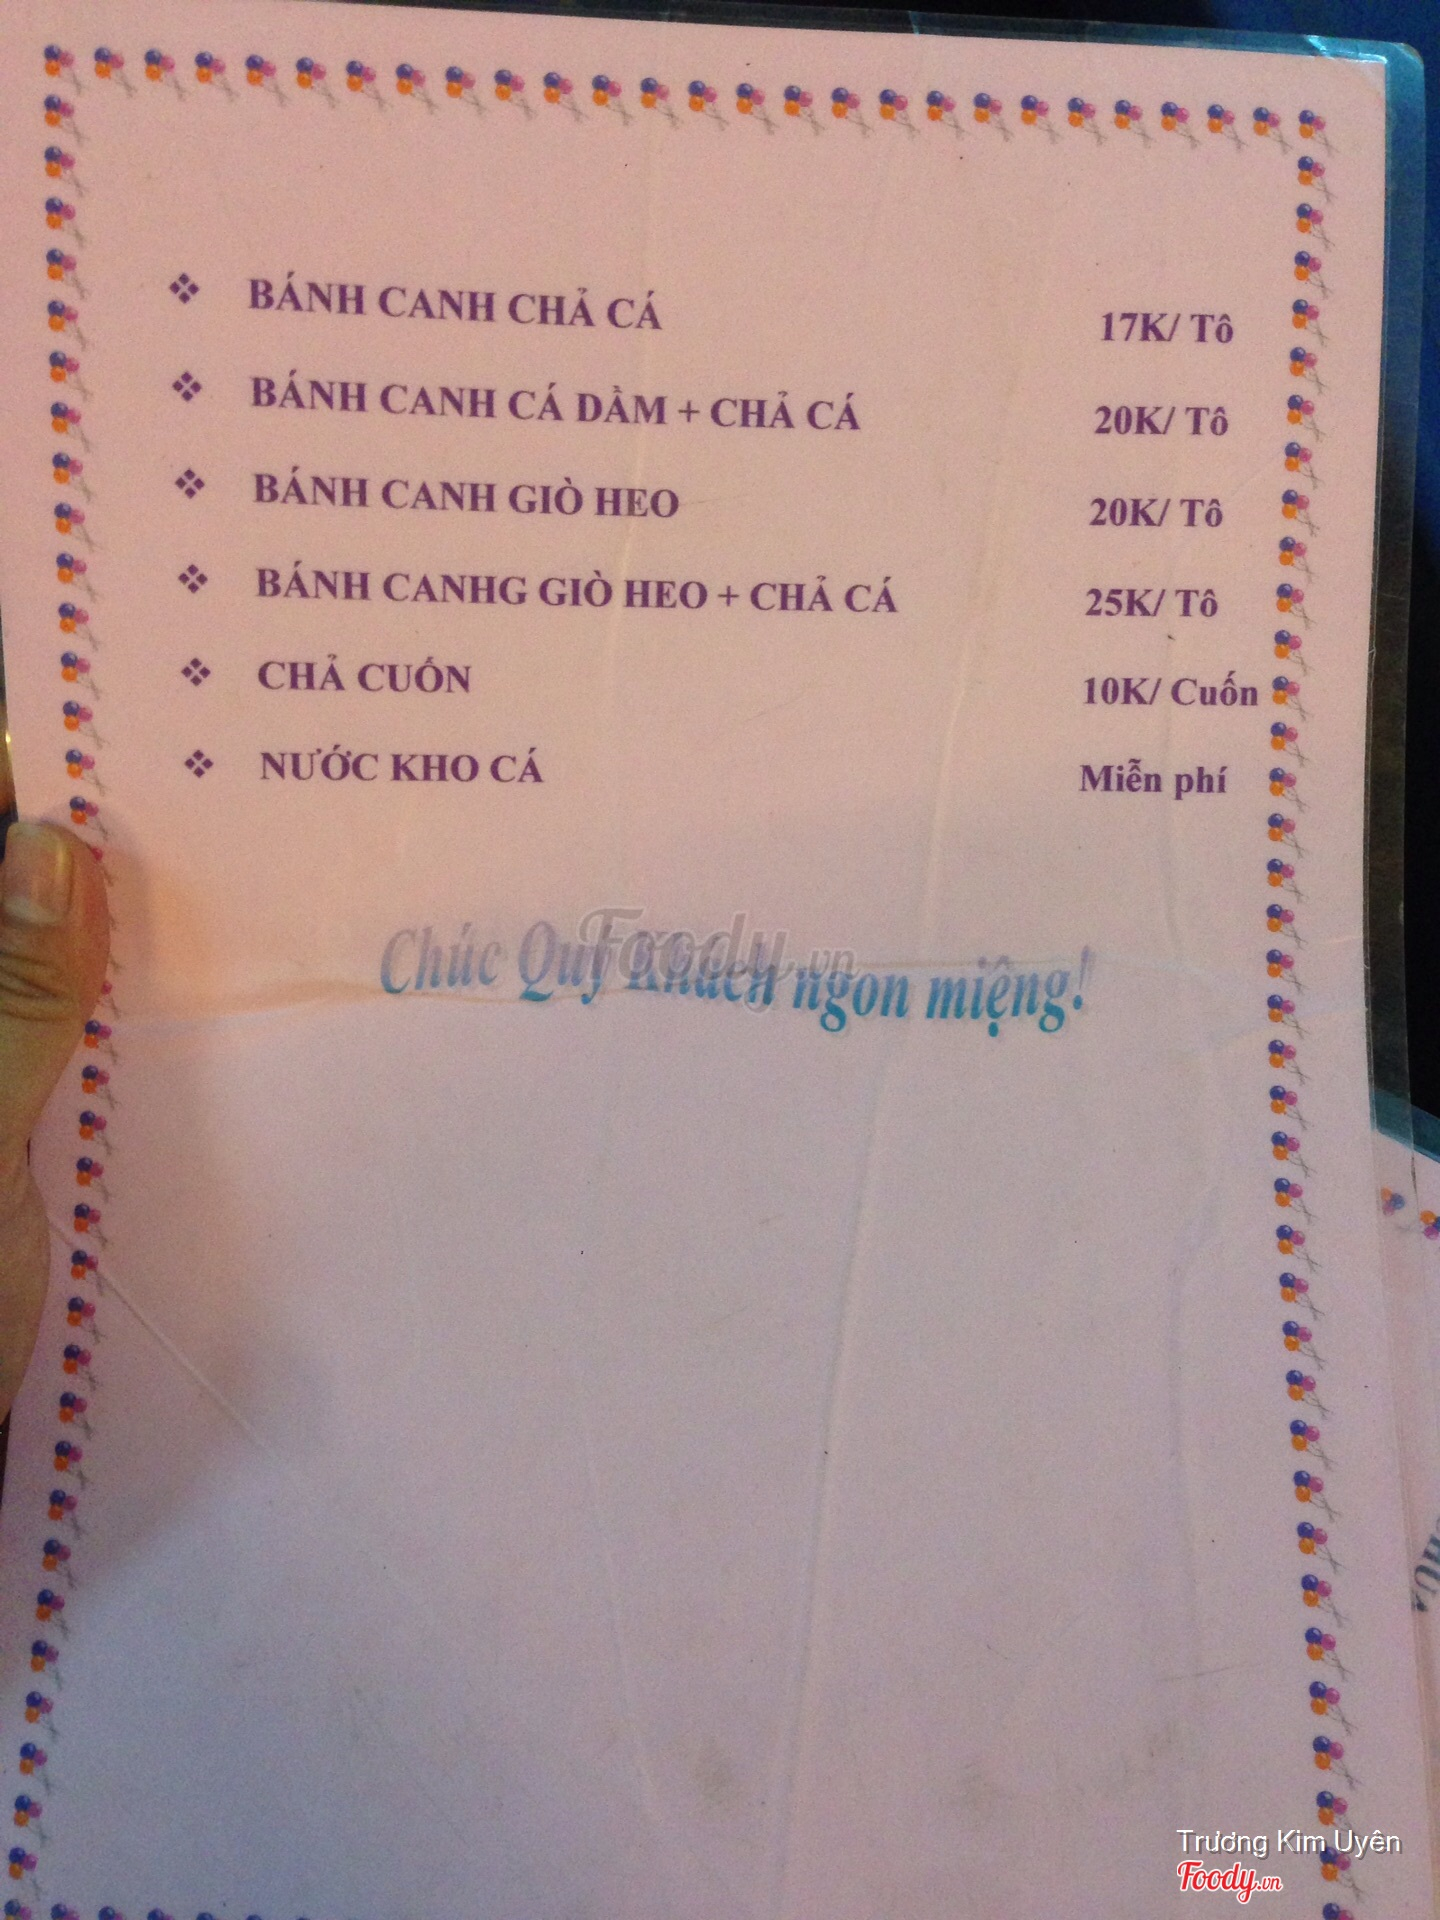 BÁNH CANH CHẢ CÁ 17K/ Tô
BÁNH CANH CÁ DẦM + CHẢ CÁ 20K/ Tô
BÁNH CANH GIÒ HEO 20K/ Tô
BÁNH CANHG GIÒ HEO + CHẢ CÁ 25K/ Tô
CHẢ CUỐN 10K/ Cuốn
NƯỚC KHO CÁ Miễn phí
Chúc Quý Khách ngon miệng!
Foody.vn
Trương Kim Uyên
Foody.vn